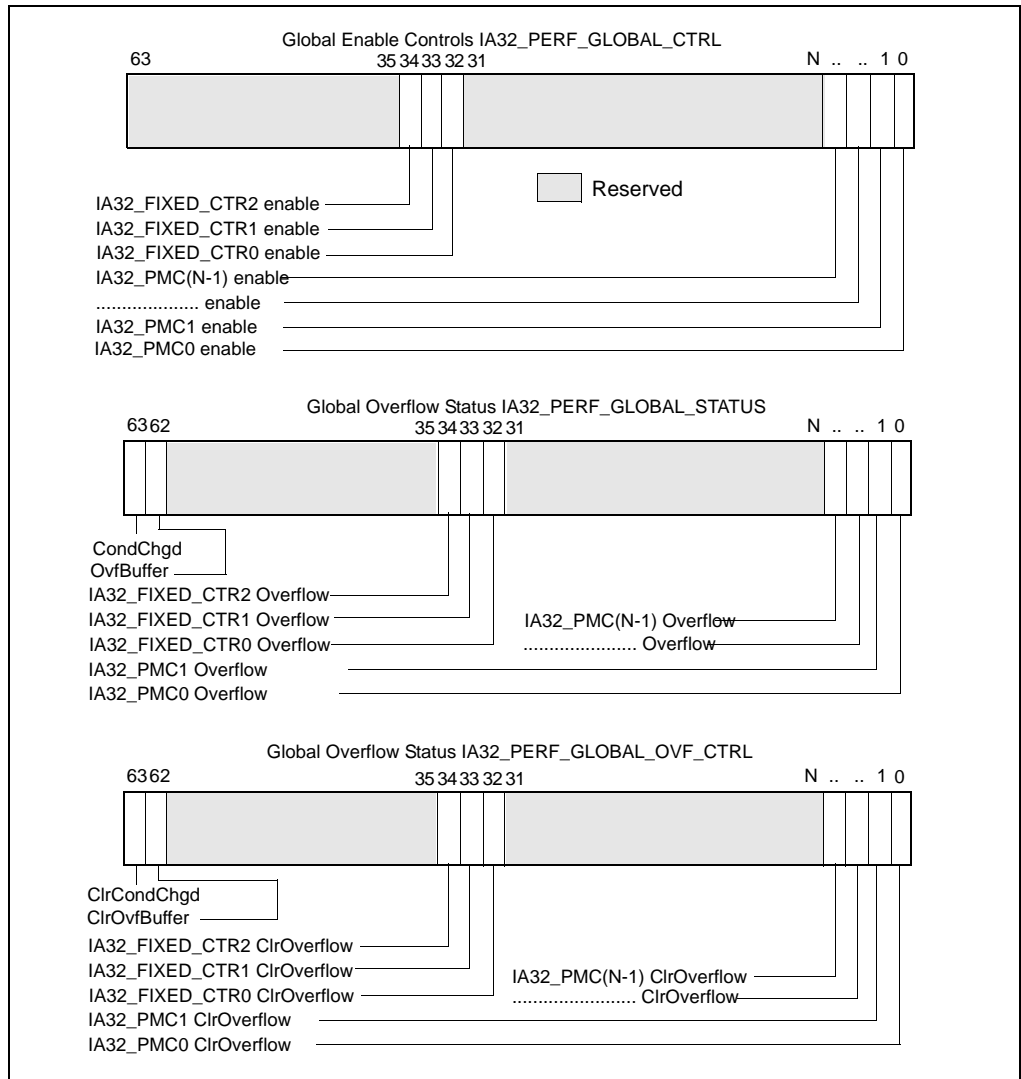 Global Enable Controls IA32_PERF_GLOBAL_CTRL
63 35 34 33 32 31 N .. .. 1 0
Reserved
IA32_FIXED_CTR2 enable
IA32_FIXED_CTR1 enable
IA32_FIXED_CTR0 enable
IA32_PMC(N-1) enable
.................... enable
IA32_PMC1 enable
IA32_PMC0 enable
Global Overflow Status IA32_PERF_GLOBAL_STATUS
63 62 35 34 33 32 31 N .. .. 1 0
CondChgd
OvfBuffer
IA32_FIXED_CTR2 Overflow
IA32_FIXED_CTR1 Overflow
IA32_FIXED_CTR0 Overflow
IA32_PMC1 Overflow
IA32_PMC0 Overflow
IA32_PMC(N-1) Overflow
...................... Overflow
Global Overflow Status IA32_PERF_GLOBAL_OVF_CTRL
63 62 35 34 33 32 31 N .. .. 1 0
ClrCondChgd
ClrOvfBuffer
IA32_FIXED_CTR2 ClrOverflow
IA32_FIXED_CTR1 ClrOverflow
IA32_FIXED_CTR0 ClrOverflow
IA32_PMC1 ClrOverflow
IA32_PMC0 ClrOverflow
IA32_PMC(N-1) ClrOverflow
........................ ClrOverflow